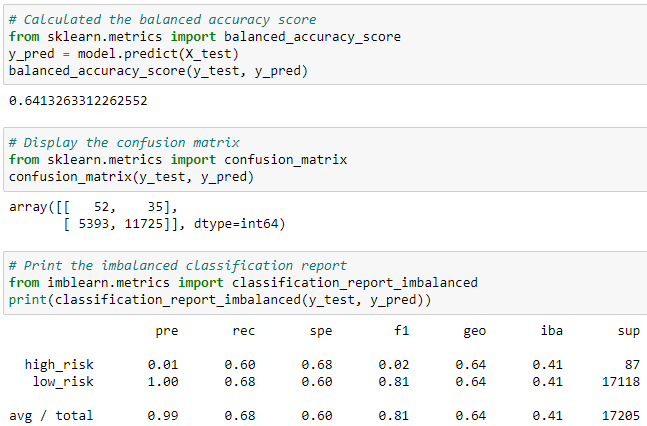 # Calculated the balanced accuracy score
from sklearn.metrics import balanced_accuracy_score
y_pred = model.predict(X_test)
balanced_accuracy_score(y_test, y_pred)
0.6413263312262552
# Display the confusion matrix
from sklearn.metrics import confusion_matrix
confusion_matrix(y_test, y_pred)
array([[   52,    35],
       [ 5393, 11725]], dtype=int64)
# Print the imbalanced classification report
from imblearn.metrics import classification_report_imbalanced
print(classification_report_imbalanced(y_test, y_pred))
                   pre       rec       spe        f1       geo       iba       sup
  high_risk       0.01      0.60      0.68      0.02      0.64      0.41        87
   low_risk       1.00      0.68      0.60      0.81      0.64      0.41     17118
avg / total       0.99      0.68      0.60      0.81      0.64      0.41     17205